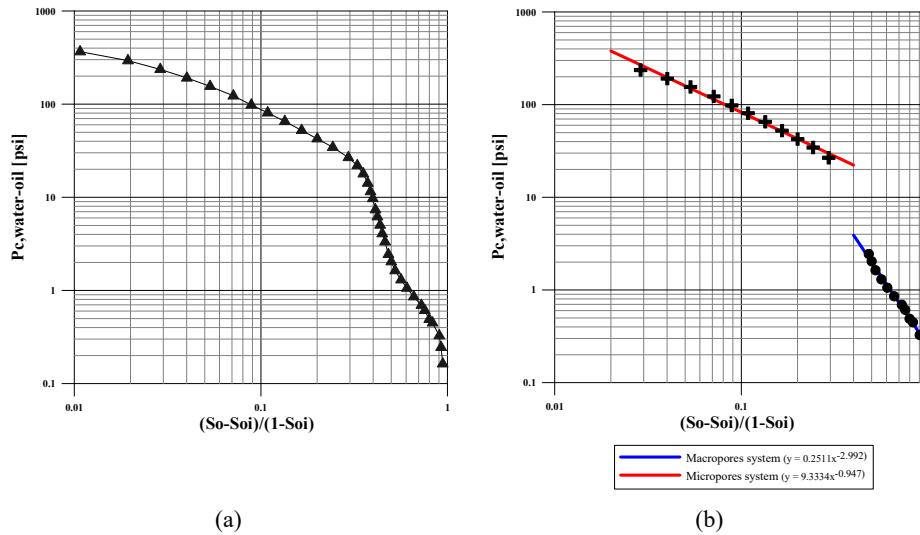 1000
100
10
1
0.1
Pc,water-oil [psi]
0.01
0.1
1
(So-Soi)/(1-Soi)
1000
100
10
1
0.1
Pc,water-oil [psi]
0.01
0.1
(So-Soi)/(1-Soi)
Macropores system (y = 0.2511x-2.992)
Micropores system (y = 9.3334x-0.947)
(a)
(b)